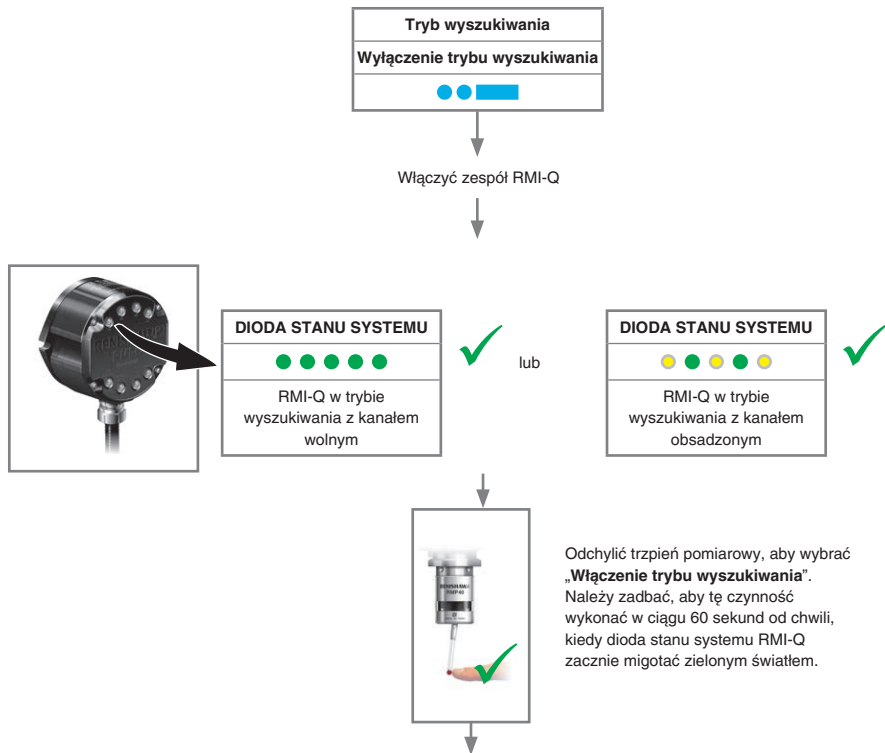 Tryb wyszukiwania
Wyłączenie trybu wyszukiwania
Włączyć zespół RMI-Q
DIODA STANU SYSTEMU
RMI-Q w trybie
wyszukiwania z kanałem
wolnym
lub
DIODA STANU SYSTEMU
RMI-Q w trybie
wyszukiwania z kanałem
obsadzonym
RENISHAW
RMP40
Odchylić trzpień pomiarowy, aby wybrać
„Włączenie trybu wyszukiwania”.
Należy zadbać, aby tę czynność
wykonać w ciągu 60 sekund od chwili,
kiedy dioda stanu systemu RMI-Q
zacznie migotać zielonym światłem.